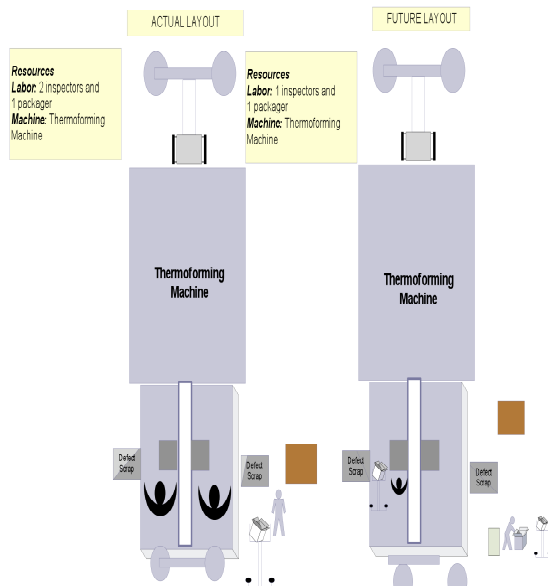 ACTUAL LAYOUT
FUTURE LAYOUT
Resources
Labor: 2 inspectors and
1 packager
Machine: Thermoforming
Machine
Resources
Labor: 1 inspectors and
1 packager
Machine: Thermoforming
Machine
Thermoforming
Machine
Thermoforming
Machine
Defect
Scrap
Defect
Scrap
Defect
Scrap
Defect
Scrap